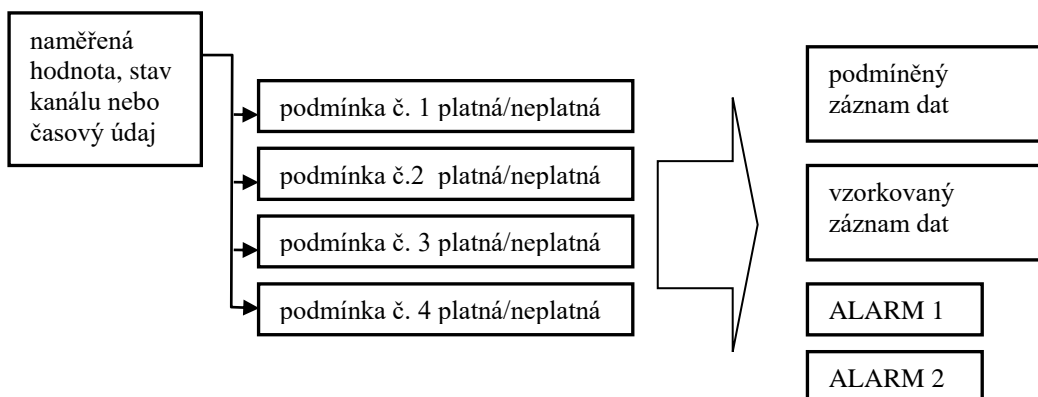 naměřená
hodnota, stav
kanálu nebo
časový údaj
podmínka č. 1 platná/neplatná
podmínka č.2  platná/neplatná
podmínka č. 3 platná/neplatná
podmínka č. 4 platná/neplatná
podmíněný
záznam dat
vzorkovaný
záznam dat
ALARM 1
ALARM 2